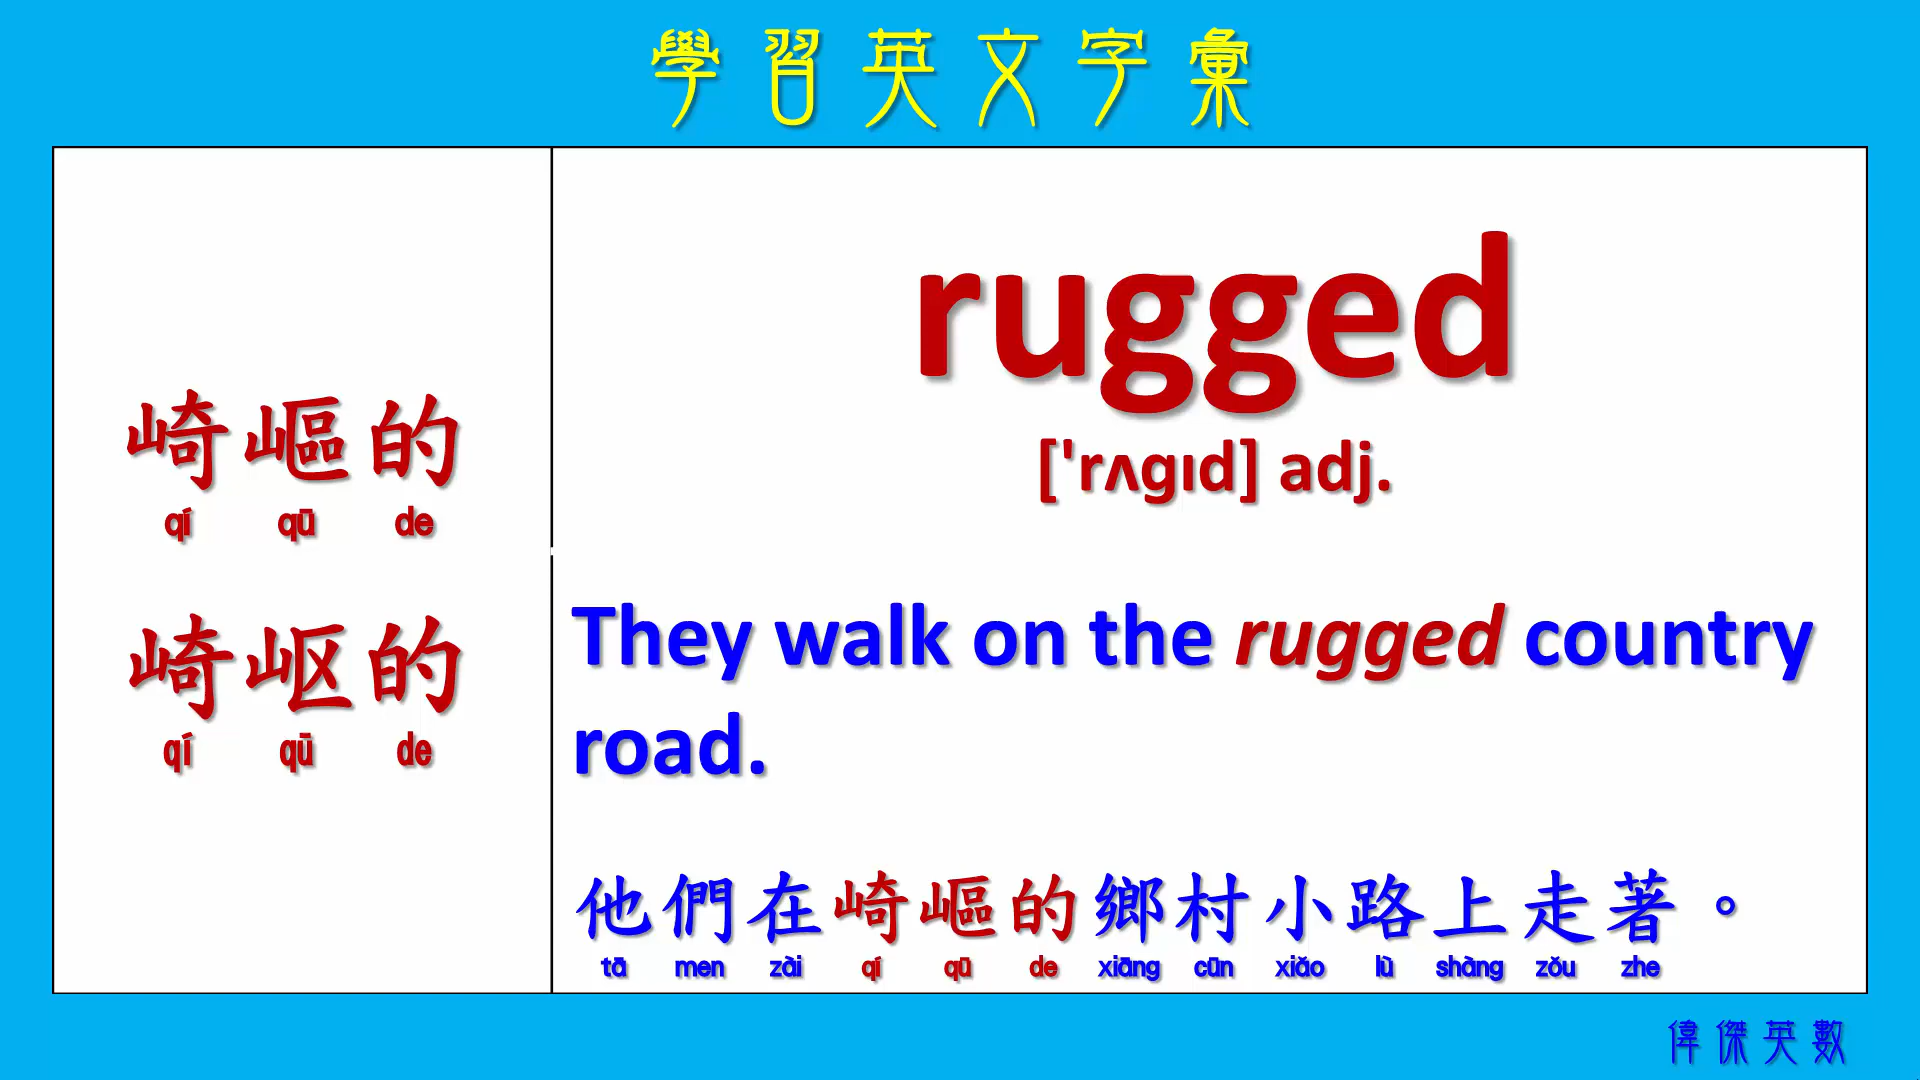 學習英文字彙
崎嶇的
qí qū de
崎岖的
qí qū de
rugged
['rʌgɪd] adj.
They walk on the rugged country
road.
他們在崎嶇的鄉村小路上走著。
tā men zài qí qū de xiāng cūn xiǎo lù shàng zǒu zhe
偉傑英數